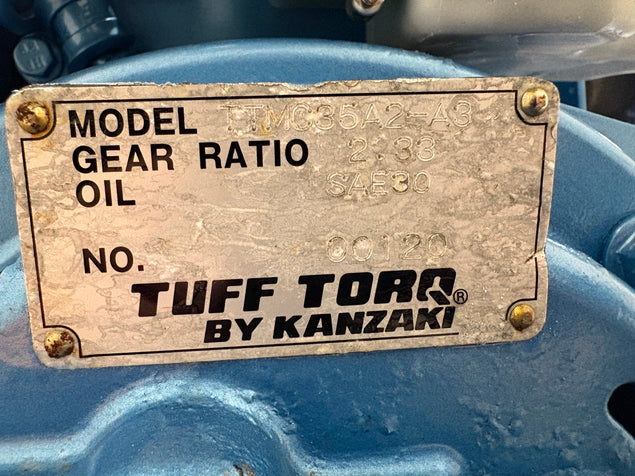 MODEL TTMC35A2-A3
GEAR RATIO 2.33
OIL SAE30
NO. 00120
TUFF TORQ®
BY KANZAKI